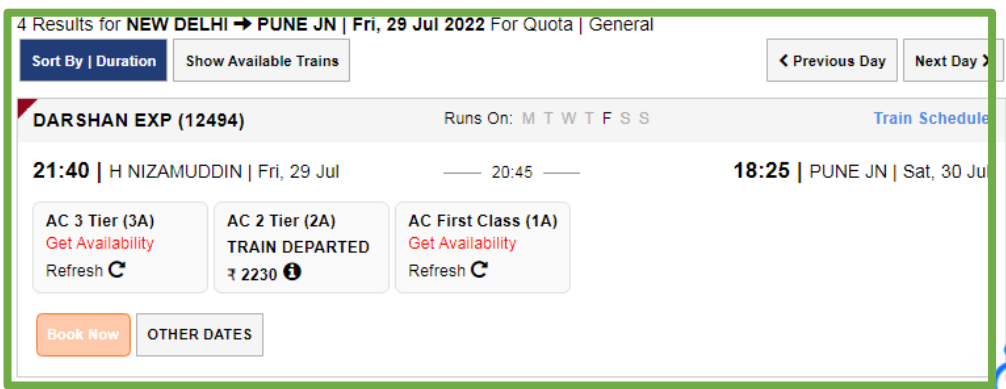 4 Results for NEW DELHI ➔ PUNE JN | Fri, 29 Jul 2022 For Quota | General
Sort By | Duration Show Available Trains Previous Day Next Day
DARSHAN EXP (12494) Runs On: M T W T F S S Train Schedule
21:40 | H NIZAMUDDIN | Fri, 29 Jul — 20:45 — 18:25 | PUNE JN | Sat, 30 Jul
AC 3 Tier (3A) AC 2 Tier (2A) AC First Class (1A)
Get Availability TRAIN DEPARTED Get Availability
Refresh ₹ 2230 Refresh
Book Now OTHER DATES